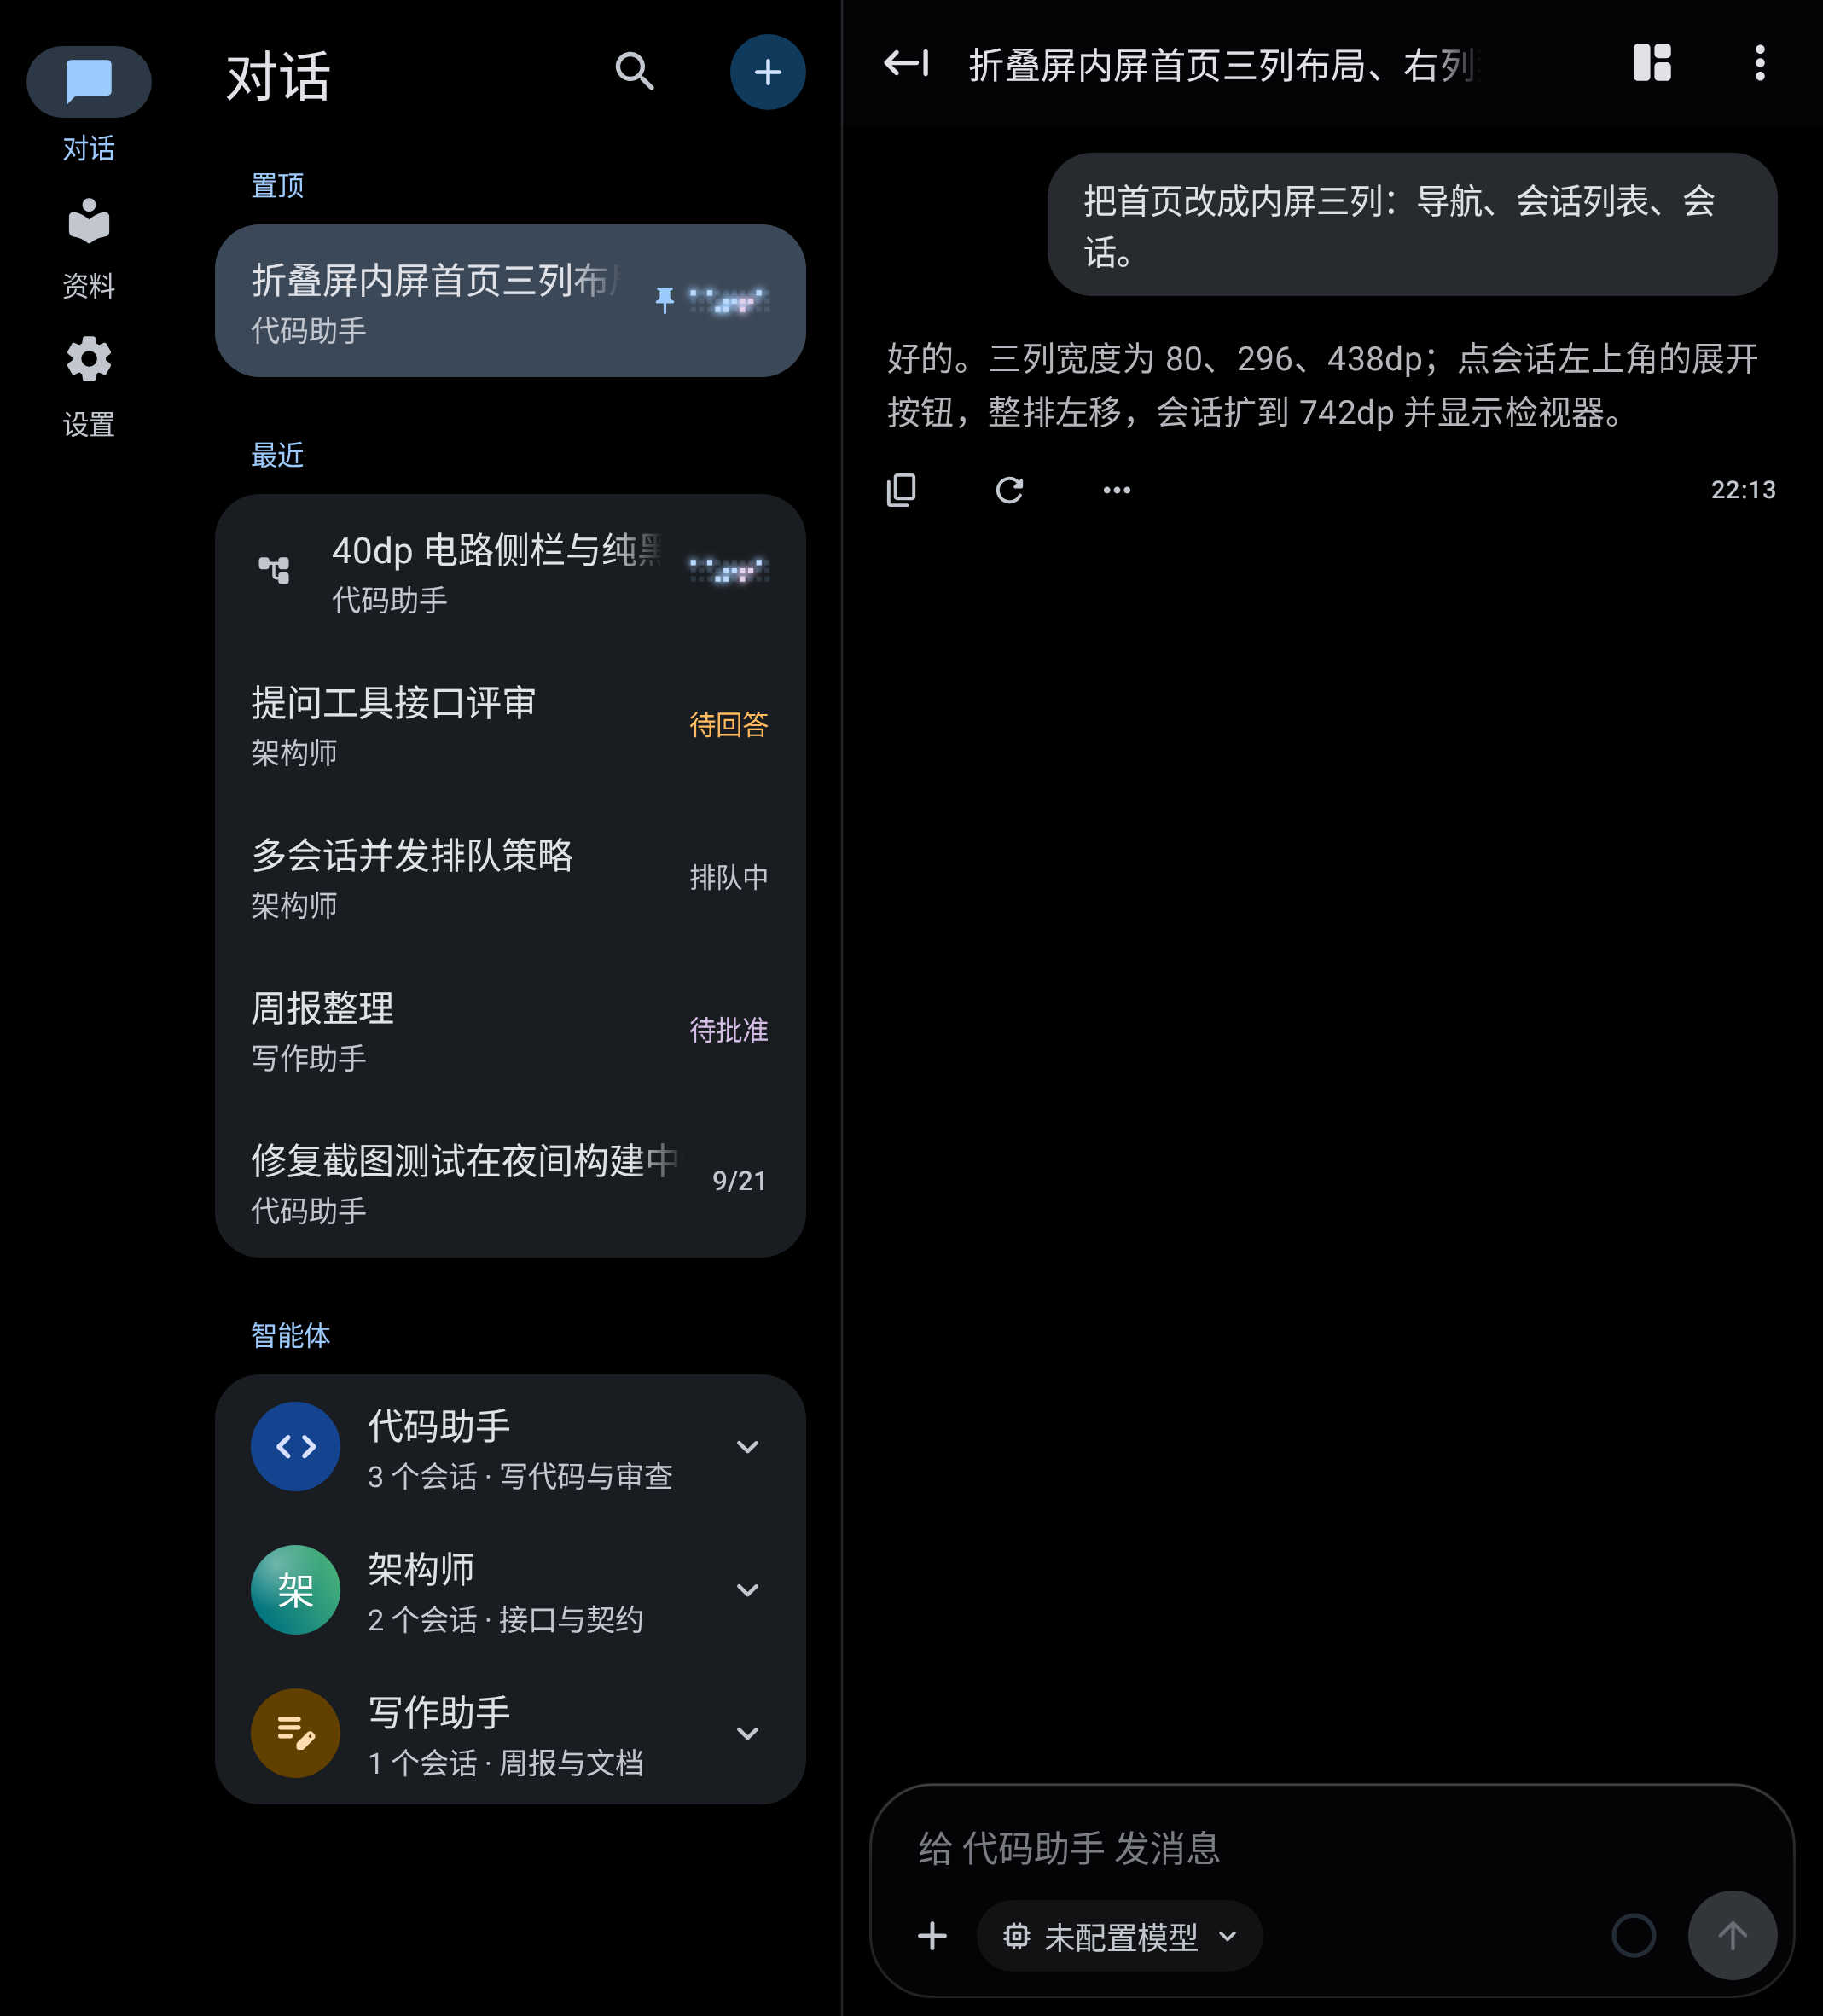 对话
资料
设置
对话
置顶
折叠屏内屏首页三列布
代码助手
最近
40dp 电路侧栏与纯黑
代码助手
提问工具接口评审
架构师
待回答
多会话并发排队策略
架构师
排队中
周报整理
写作助手
待批准
修复截图测试在夜间构建中
代码助手
9/21
智能体
代码助手
3 个会话 · 写代码与审查
架
架构师
2 个会话 · 接口与契约
写作助手
1 个会话 · 周报与文档
折叠屏内屏首页三列布局、右列
把首页改成内屏三列：导航、会话列表、会
话。
好的。三列宽度为 80、296、438dp；点会话左上角的展开
按钮，整排左移，会话扩到 742dp 并显示检视器。
22:13
给 代码助手 发消息
未配置模型